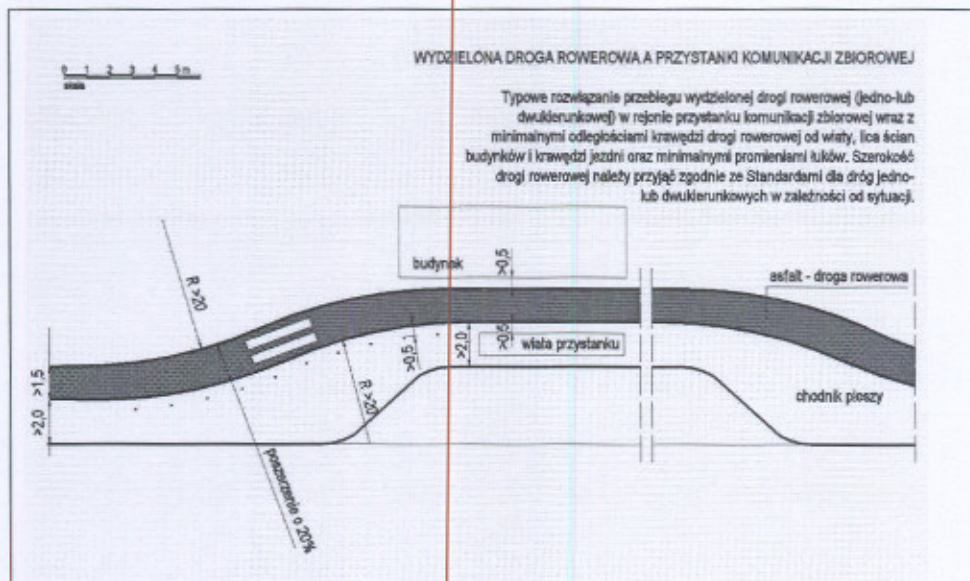 WYDZIELONA DROGA ROWEROWA A PRZYSTANKI KOMUNIKACJI ZBIOROWEJ
0 1 2 3 4 5 m
skala
Typowe rozwiązanie przebiegu wydzielonej drogi rowerowej (jedno-lub
dwukierunkowej) w rejonie przystanku komunikacji zbiorowej wraz z
minimalnymi odległościami krawędzi drogi rowerowej od wiaty, lica ścian
budynków i krawędzi jezdni oraz minimalnymi promieniami łuków. Szerokość
drogi rowerowej należy przyjąć zgodnie ze Standardami dla dróg jedno-
lub dwukierunkowych w zależności od sytuacji.
budynek
>0,5
asfalt - droga rowerowa
R >20
>0,5
>2,0
>0,5
wiata przystanku
>1,5
>2,0
R >20
chodnik pieszy
poszerzenie o 20%